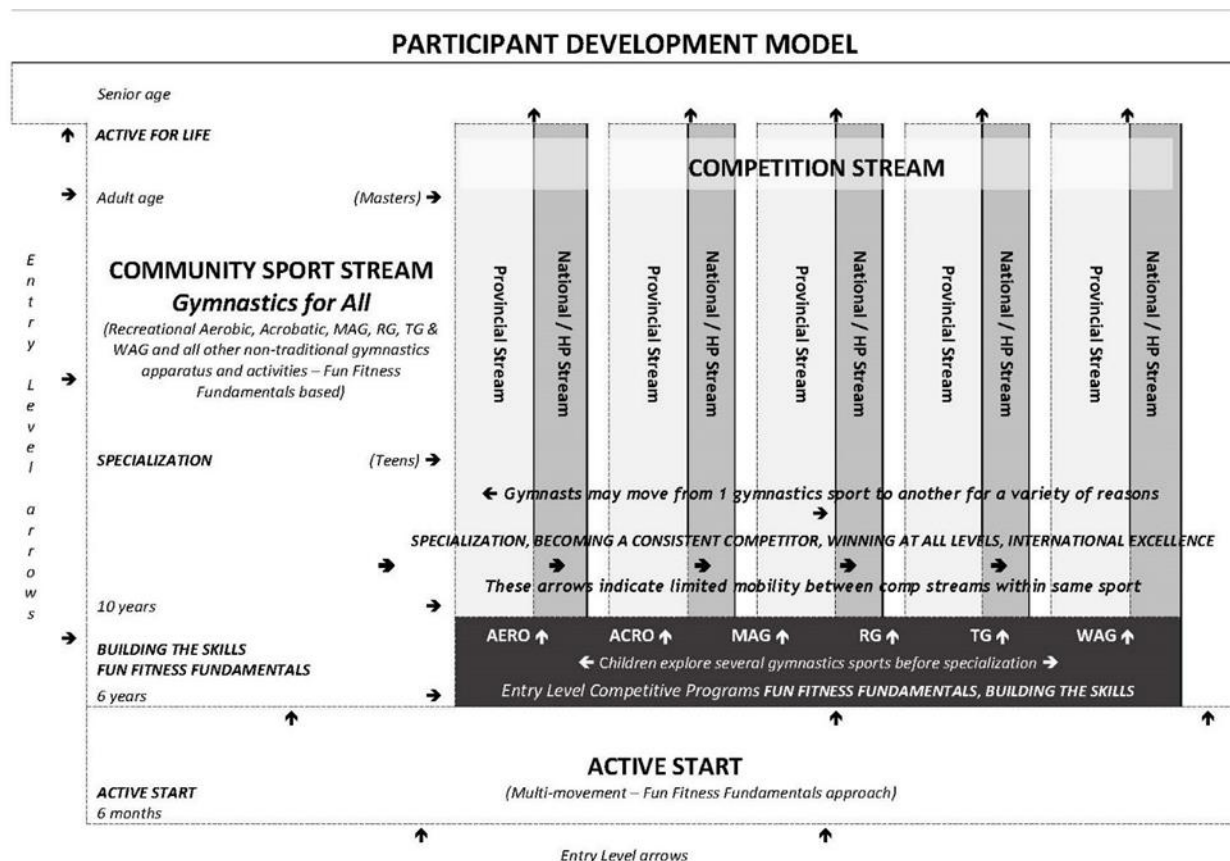 PARTICIPANT DEVELOPMENT MODEL
Senior age
ACTIVE FOR LIFE
Adult age
(Masters) →
COMPETITION STREAM
Entry Level arrows
COMMUNITY SPORT STREAM
Gymnastics for All
(Recreational Aerobic, Acrobatic, MAG, RG, TG &
WAG and all other non-traditional gymnastics
apparatus and activities – Fun Fitness
Fundamentals based)
Provincial Stream
National / HP Stream
Provincial Stream
National / HP Stream
Provincial Stream
National / HP Stream
Provincial Stream
National / HP Stream
Provincial Stream
National / HP Stream
SPECIALIZATION
(Teens) →
← Gymnasts may move from 1 gymnastics sport to another for a variety of reasons
→
SPECIALIZATION, BECOMING A CONSISTENT COMPETITOR, WINNING AT ALL LEVELS, INTERNATIONAL EXCELLENCE
These arrows indicate limited mobility between comp streams within same sport
10 years
AERO ↑ ACRO ↑ MAG ↑ RG ↑ TG ↑ WAG ↑
BUILDING THE SKILLS
FUN FITNESS FUNDAMENTALS
← Children explore several gymnastics sports before specialization →
6 years
Entry Level Competitive Programs FUN FITNESS FUNDAMENTALS, BUILDING THE SKILLS
ACTIVE START
(Multi-movement – Fun Fitness Fundamentals approach)
ACTIVE START
6 months
Entry Level arrows